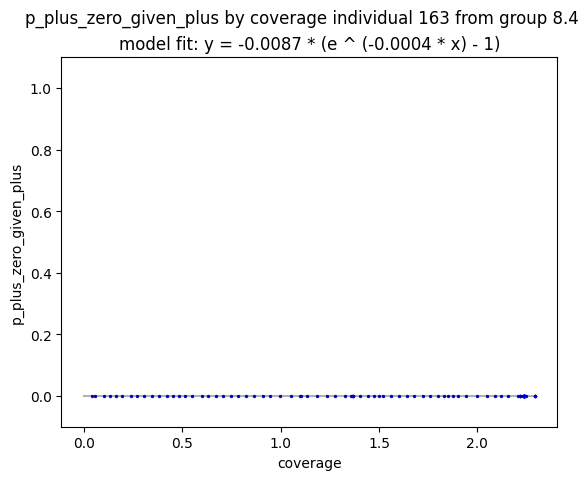 p_plus_zero_given_plus by coverage individual 163 from group 8.4
model fit: y = -0.0087 * (e ^ (-0.0004 * x) - 1)
1.0
0.8
0.6
0.4
0.2
0.0
p_plus_zero_given_plus
0.0 0.5 1.0 1.5 2.0
coverage